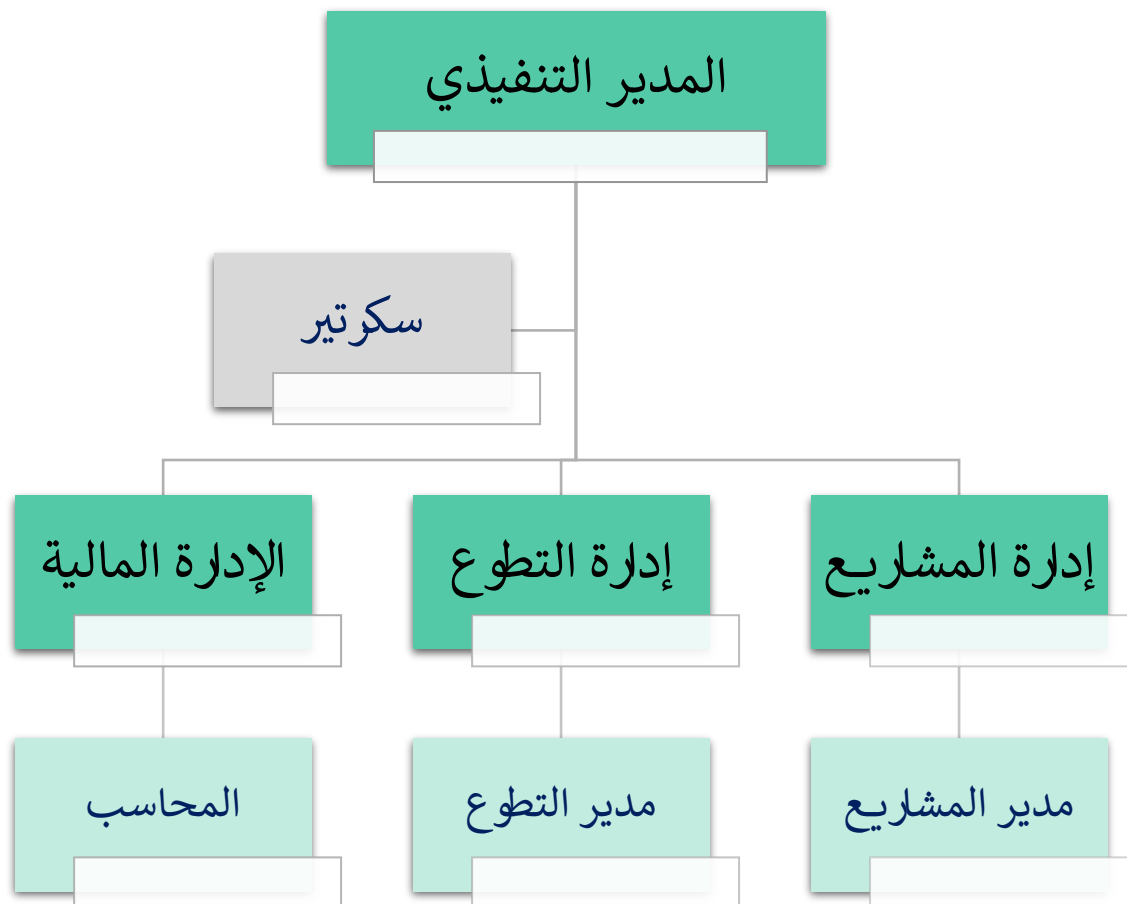 المدير التنفيذي
سكرتير
إدارة المشاريع
إدارة التطوع
الإدارة المالية
مدير المشاريع
مدير التطوع
المحاسب